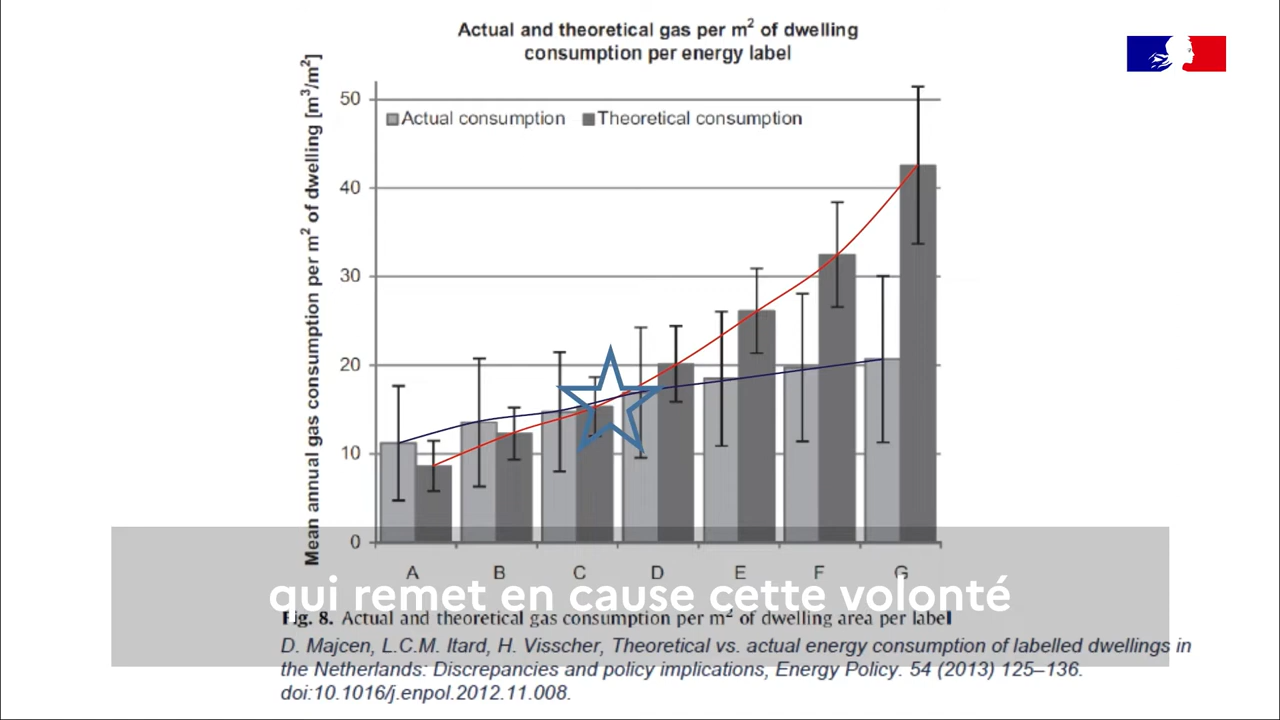 Actual and theoretical gas per m² of dwelling
consumption per energy label
Mean annual gas consumption per m² of dwelling [m³/m²]
50
Actual consumption
Theoretical consumption
40
30
20
10
0
A B C D E F G
qui remet en cause cette volonté
Fig. 8. Actual and theoretical gas consumption per m² of dwelling area per label
D. Majcen, L.C.M. Itard, H. Visscher, Theoretical vs. actual energy consumption of labelled dwellings in
the Netherlands: Discrepancies and policy implications, Energy Policy. 54 (2013) 125–136.
doi:10.1016/j.enpol.2012.11.008.